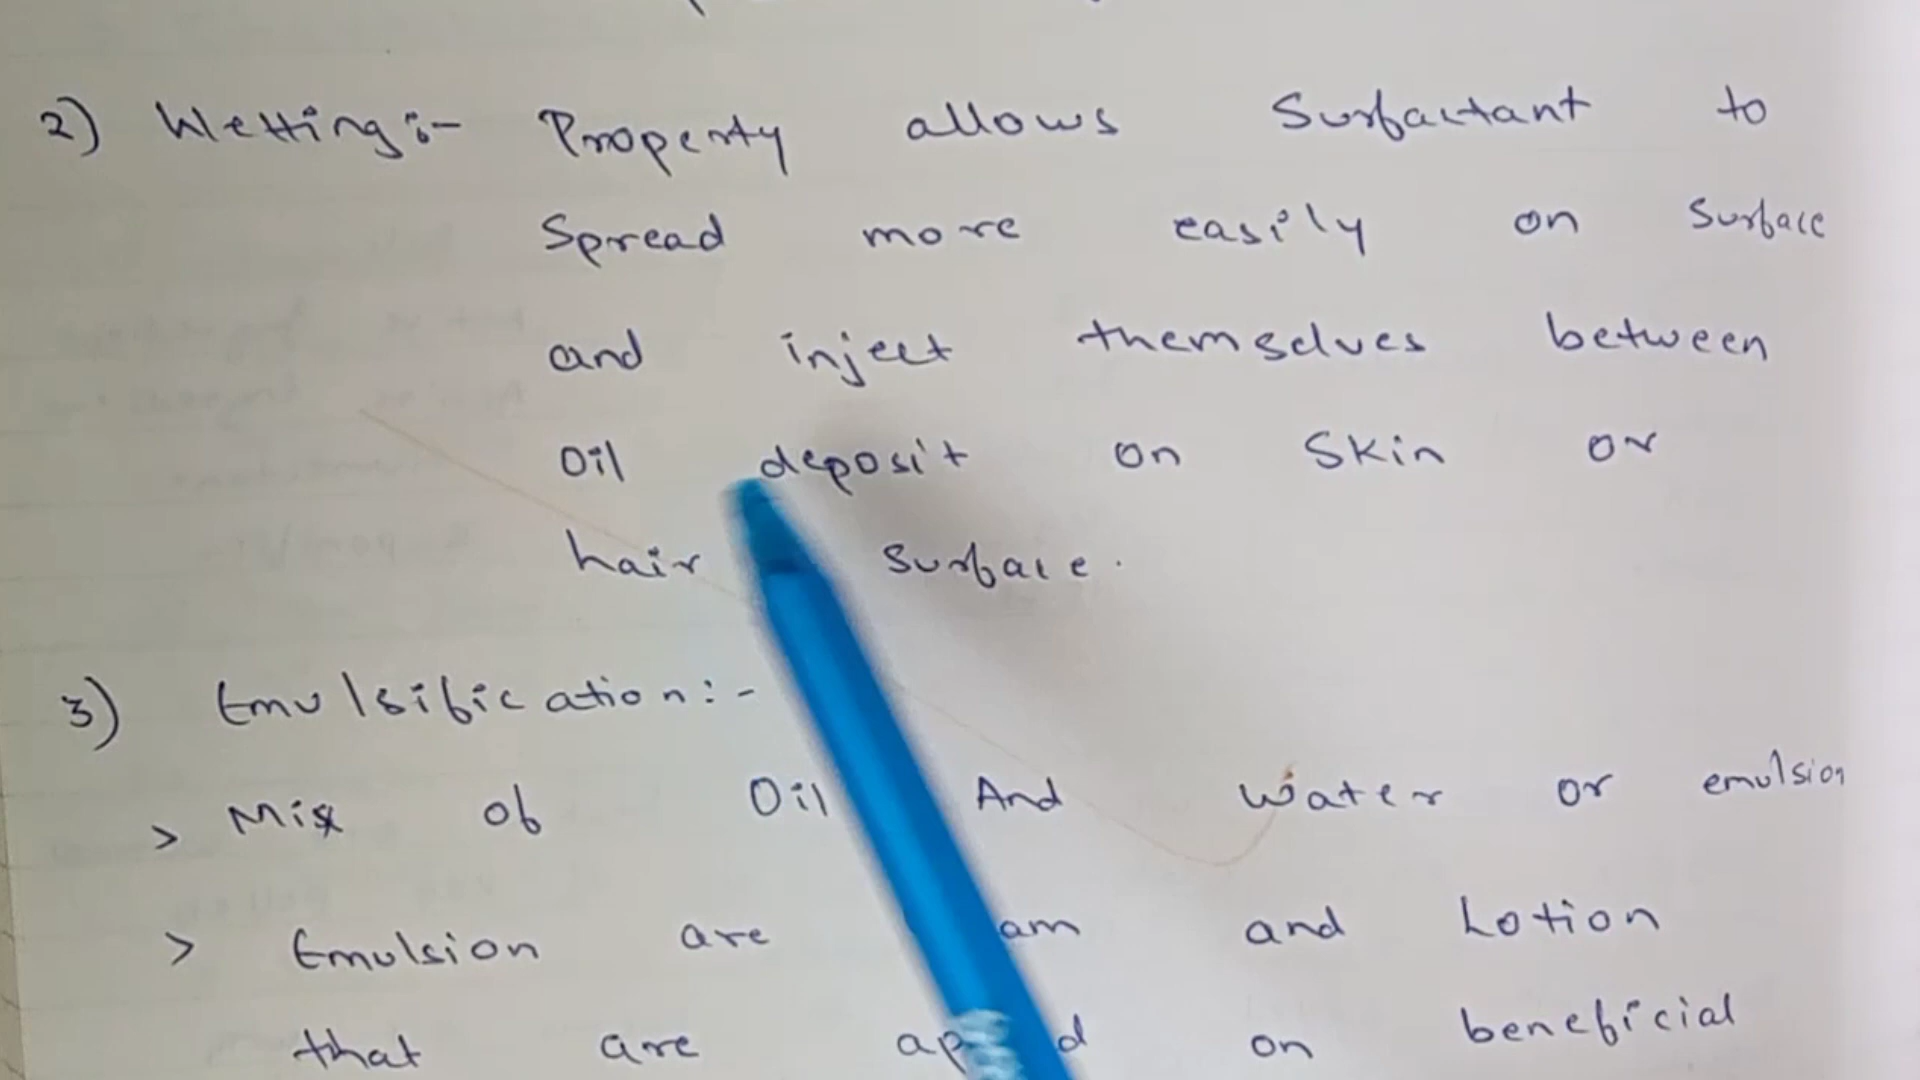 2) Wetting:- Property allows Surfactant to
Spread more easily on Surface
and inject themselves between
Oil deposit on Skin or
hair Surface.
3) Emulsification:-
> Mix of Oil And Water or emulsion
> Emulsion are and Lotion
that are on beneficial